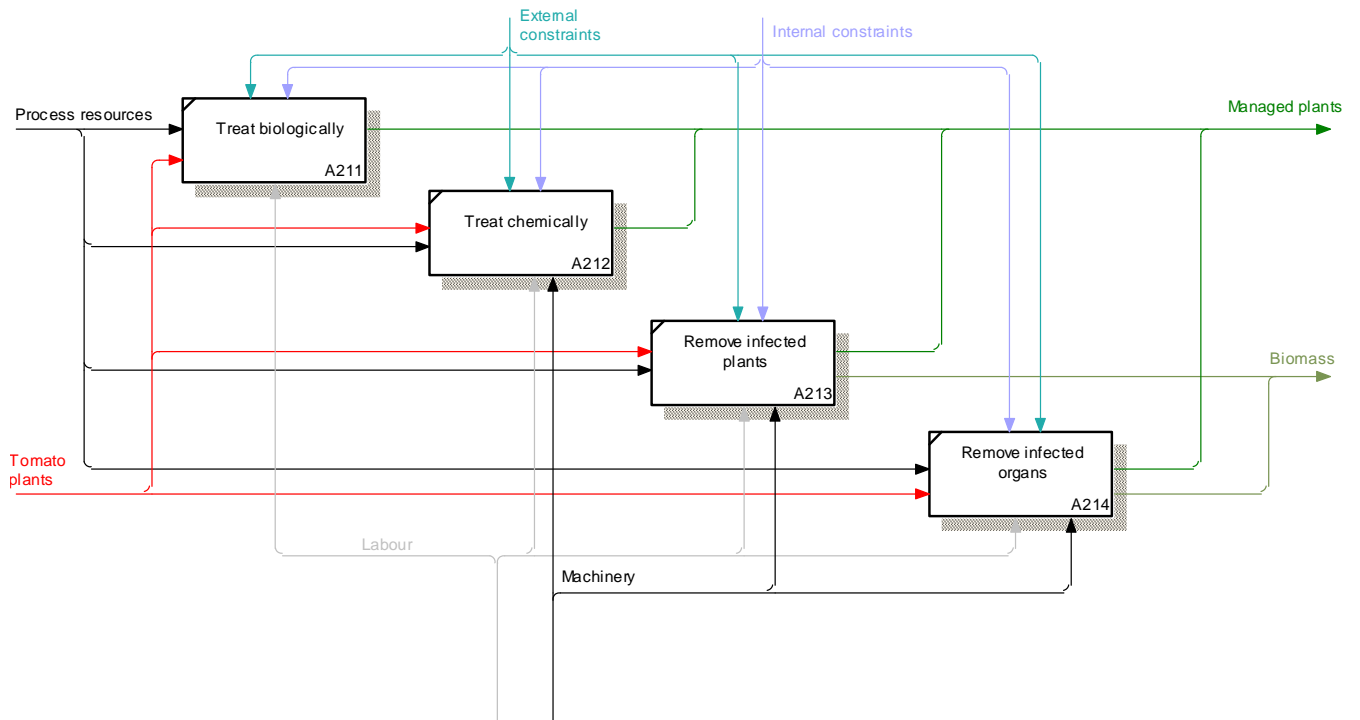 External
constraints
Internal constraints
Process resources
Treat biologically
A211
Managed plants
Treat chemically
A212
Remove infected
plants
A213
Biomass
Tomato
plants
Remove infected
organs
A214
Labour
Machinery